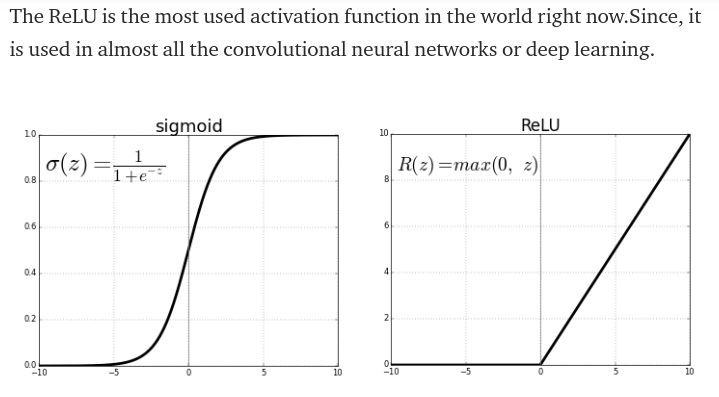 The ReLU is the most used activation function in the world right now.Since, it
is used in almost all the convolutional neural networks or deep learning.
sigmoid
1.0
σ(z) = 1 / 1+e^−z
0.8
0.6
0.4
0.2
0.0
−10 −5 0 5 10
ReLU
10
R(z)=max(0, z)
8
6
4
2
0
−10 −5 0 5 10